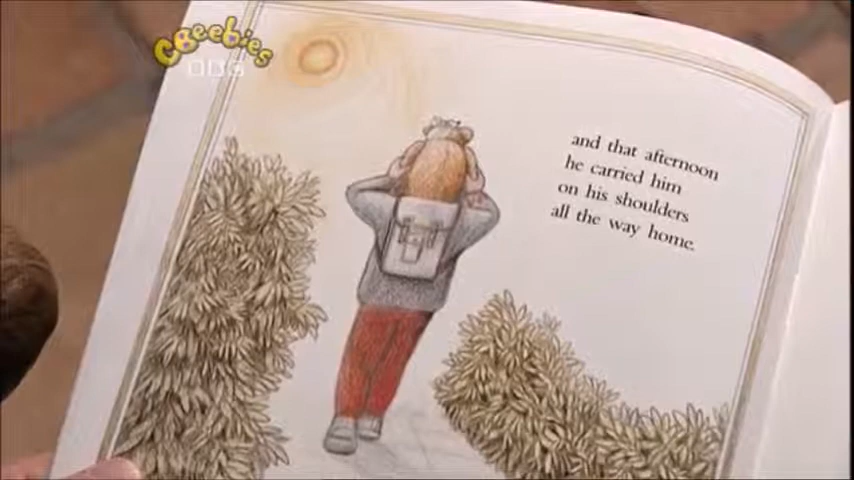 CBeebies
BBC
and that afternoon
he carried him
on his shoulders
all the way home.